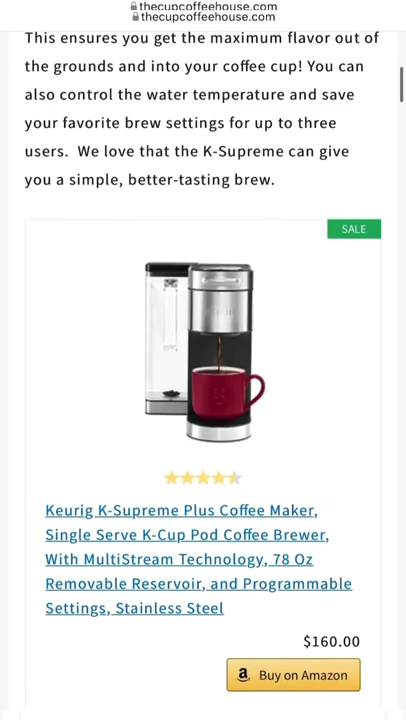 thecupcoffeehouse.com
thecupcoffeehouse.com
This ensures you get the maximum flavor out of
the grounds and into your coffee cup! You can
also control the water temperature and save
your favorite brew settings for up to three
users. We love that the K-Supreme can give
you a simple, better-tasting brew.
SALE
Keurig K-Supreme Plus Coffee Maker,
Single Serve K-Cup Pod Coffee Brewer,
With MultiStream Technology, 78 Oz
Removable Reservoir, and Programmable
Settings, Stainless Steel
$160.00
a Buy on Amazon